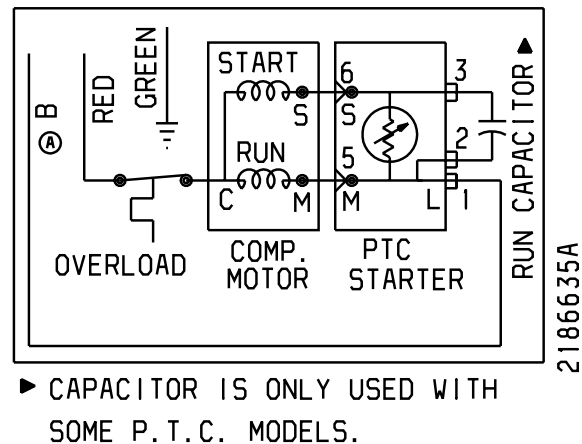 B
A
RED
GREEN
START
S
RUN
C
M
6
S
5
M
3
2
L
1
OVERLOAD
COMP.
MOTOR
PTC
STARTER
RUN CAPACITOR ▲
2186635A
▶ CAPACITOR IS ONLY USED WITH
SOME P.T.C. MODELS.